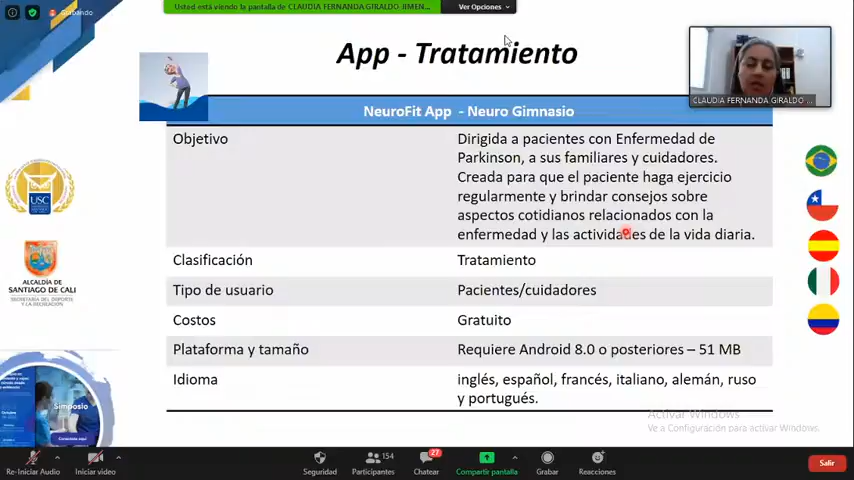 Grabando
Usted está viendo la pantalla de CLAUDIA FERNANDA GIRALDO JIMEN...
Ver Opciones
App - Tratamiento
CLAUDIA FERNANDA GIRALDO-...
NeuroFit App - Neuro Gimnasio
Objetivo
Dirigida a pacientes con Enfermedad de
Parkinson, a sus familiares y cuidadores.
Creada para que el paciente haga ejercicio
regularmente y brindar consejos sobre
aspectos cotidianos relacionados con la
enfermedad y las actividades de la vida diaria.
Clasificación
Tratamiento
Tipo de usuario
Pacientes/cuidadores
Costos
Gratuito
Plataforma y tamaño
Requiere Android 8.0 o posteriores – 51 MB
Idioma
inglés, español, francés, italiano, alemán, ruso
y portugués.
USC
ALCALDÍA DE
SANTIAGO DE CALI
SECRETARÍA DEL DEPORTE
Y LA RECREACIÓN
Simposio
Activar Windows
Ve a Configuración para activar Windows.
Re-Iniciar Audio
Iniciar video
Seguridad
154
Participantes
27
Chatear
Compartir pantalla
Grabar
Reacciones
Salir